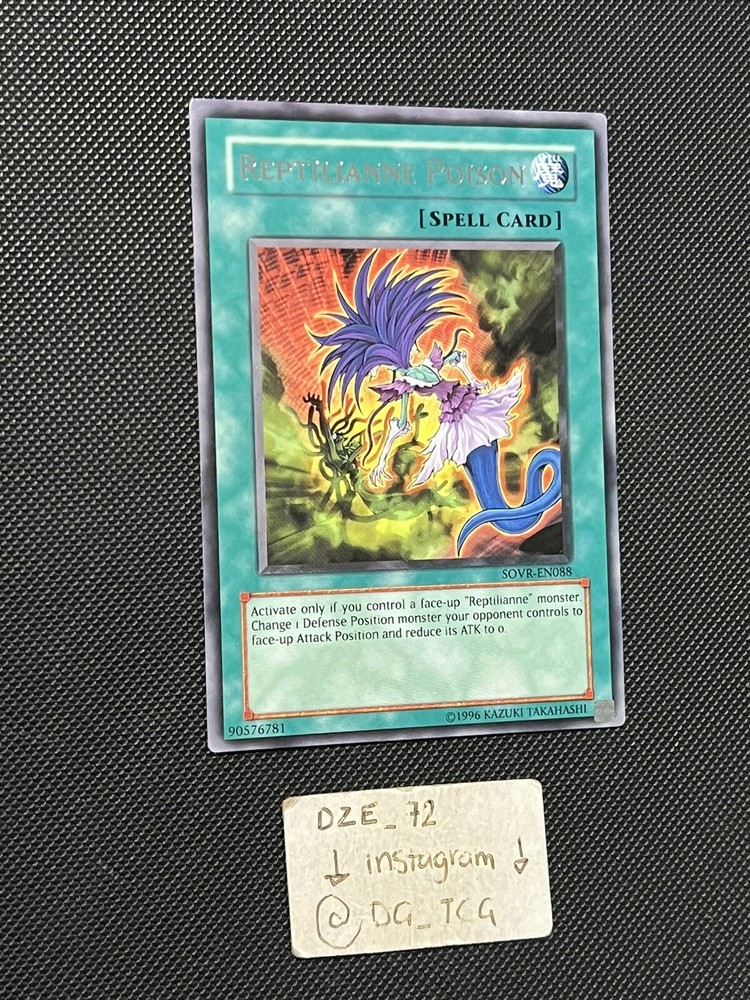 REPTILIANNE POISON 魔
[SPELL CARD]
SOVR-EN088
Activate only if you control a face-up "Reptilianne" monster.
Change 1 Defense Position monster your opponent controls to
face-up Attack Position and reduce its ATK to 0.
90576781
©1996 KAZUKI TAKAHASHI
DZE_72
↓ instagram ↓
@ DG_TCG